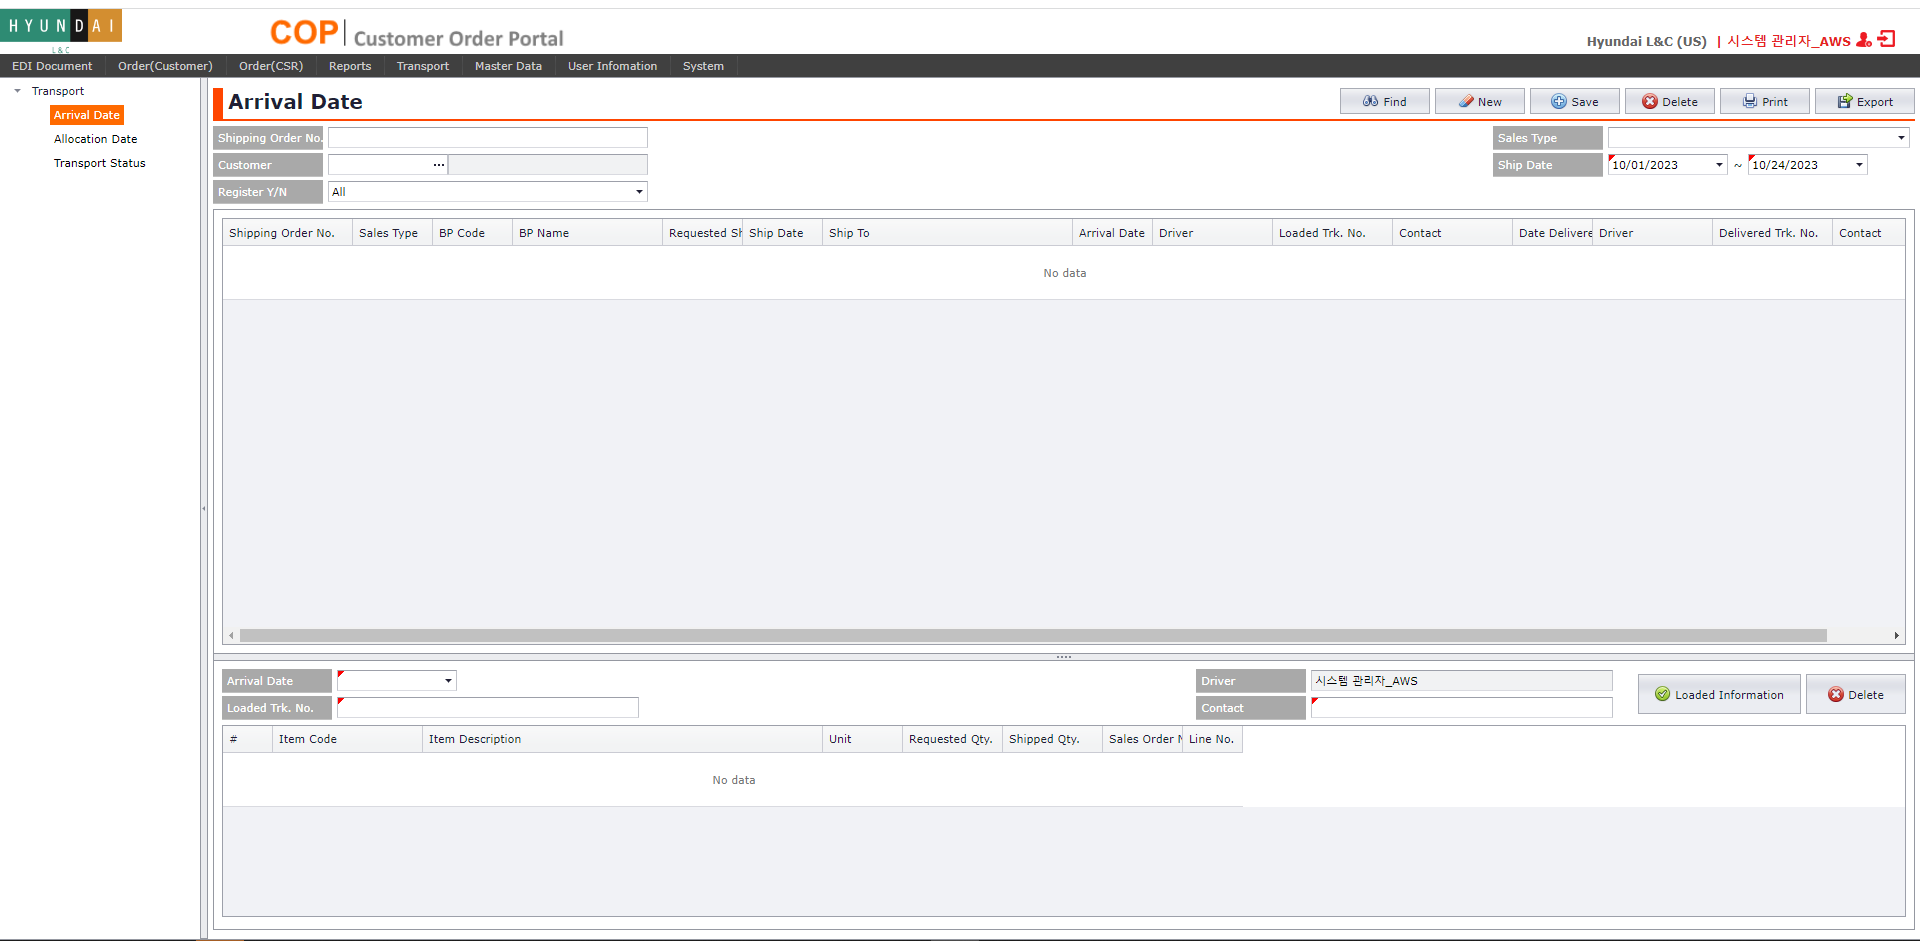 HYUNDAI
L&C
COP | Customer Order Portal
Hyundai L&C (US) | 시스템 관리자_AWS
EDI Document Order(Customer) Order(CSR) Reports Transport Master Data User Infomation System
Transport
Arrival Date
Allocation Date
Transport Status
Arrival Date
Find New Save Delete Print Export
Shipping Order No.
Sales Type
Customer ...
Ship Date 10/01/2023 ~ 10/24/2023
Register Y/N All
Shipping Order No. Sales Type BP Code BP Name Requested Sh Ship Date Ship To Arrival Date Driver Loaded Trk. No. Contact Date Delivere Driver Delivered Trk. No. Contact
No data
Arrival Date
Driver 시스템 관리자_AWS
Loaded Trk. No.
Contact
Loaded Information Delete
# Item Code Item Description Unit Requested Qty. Shipped Qty. Sales Order N Line No.
No data